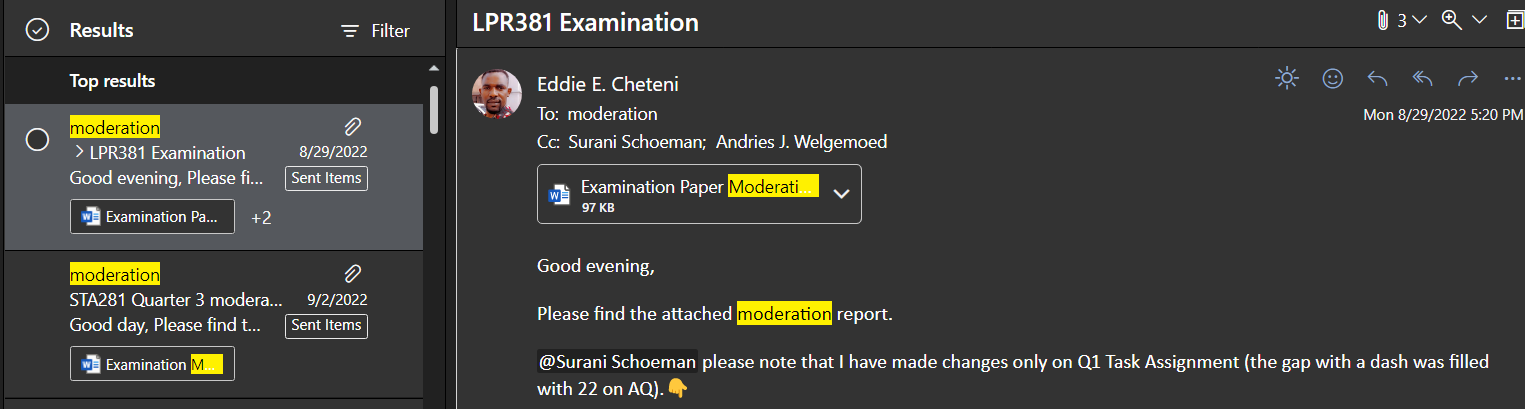 Results
Filter
Top results
moderation
LPR381 Examination 8/29/2022
Good evening, Please fi... Sent Items
Examination Pa... +2
moderation
STA281 Quarter 3 modera... 9/2/2022
Good day, Please find t... Sent Items
Examination M...
LPR381 Examination
3
Eddie E. Cheteni
To: moderation
Mon 8/29/2022 5:20 PM
Cc: Surani Schoeman; Andries J. Welgemoed
Examination Paper Moderati...
97 KB
Good evening,
Please find the attached moderation report.
@Surani Schoeman please note that I have made changes only on Q1 Task Assignment (the gap with a dash was filled
with 22 on AQ).👇